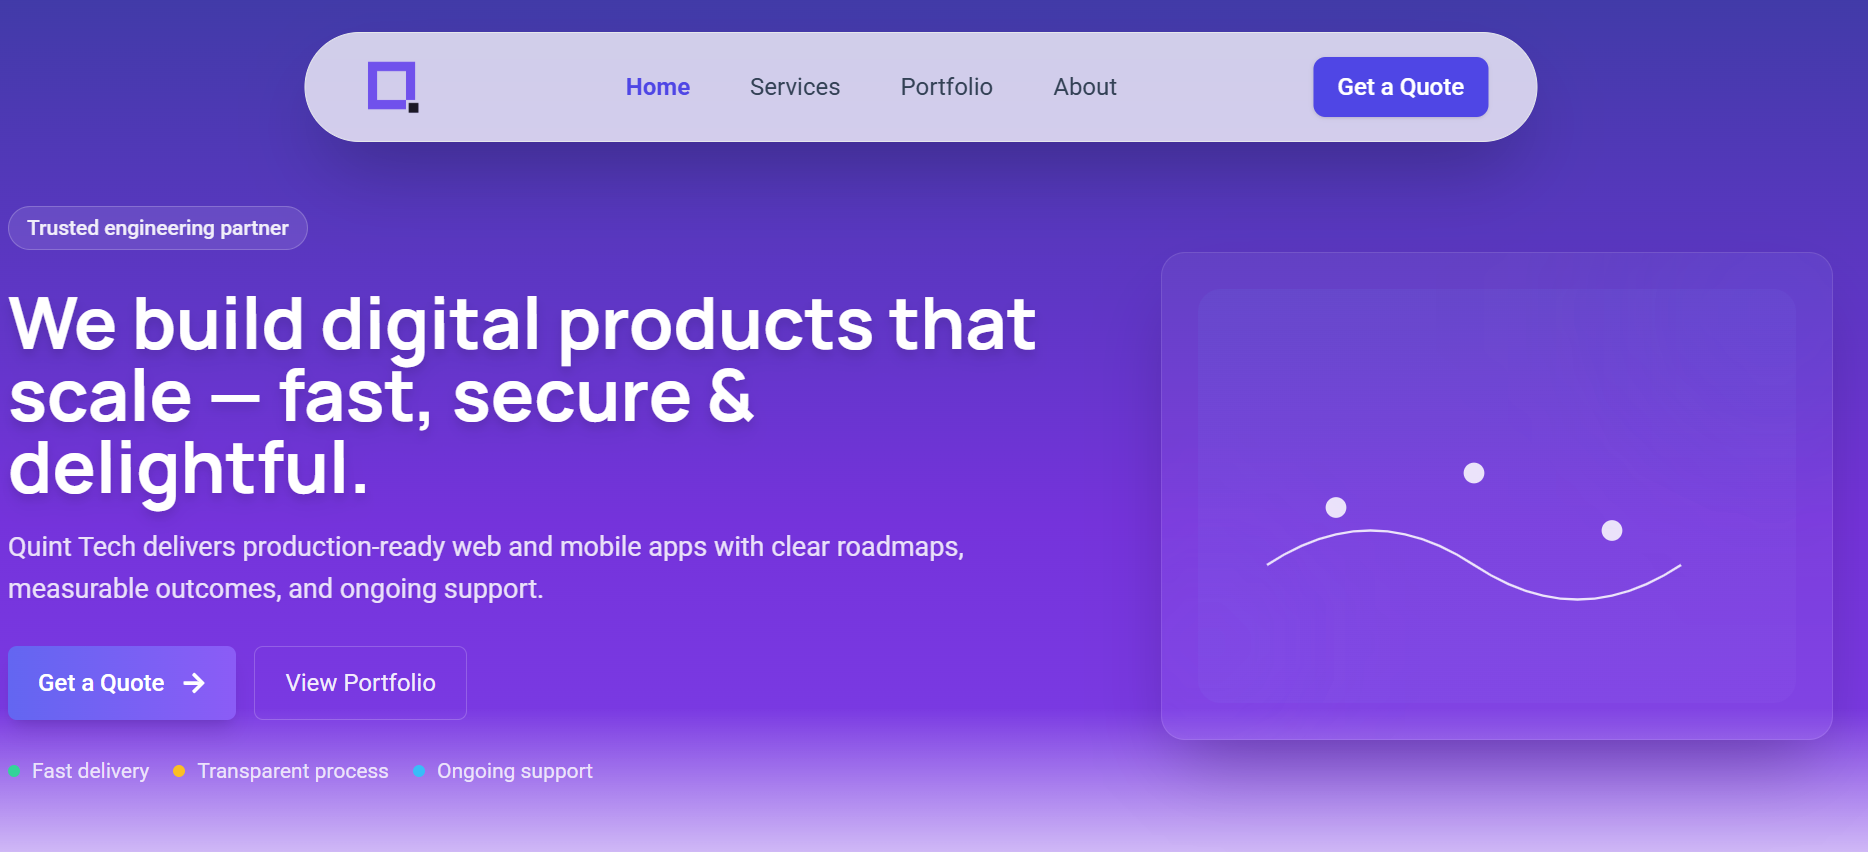 Home
Services
Portfolio
About
Get a Quote
Trusted engineering partner
We build digital products that
scale — fast, secure &
delightful.
Quint Tech delivers production-ready web and mobile apps with clear roadmaps,
measurable outcomes, and ongoing support.
Get a Quote →
View Portfolio
Fast delivery
Transparent process
Ongoing support